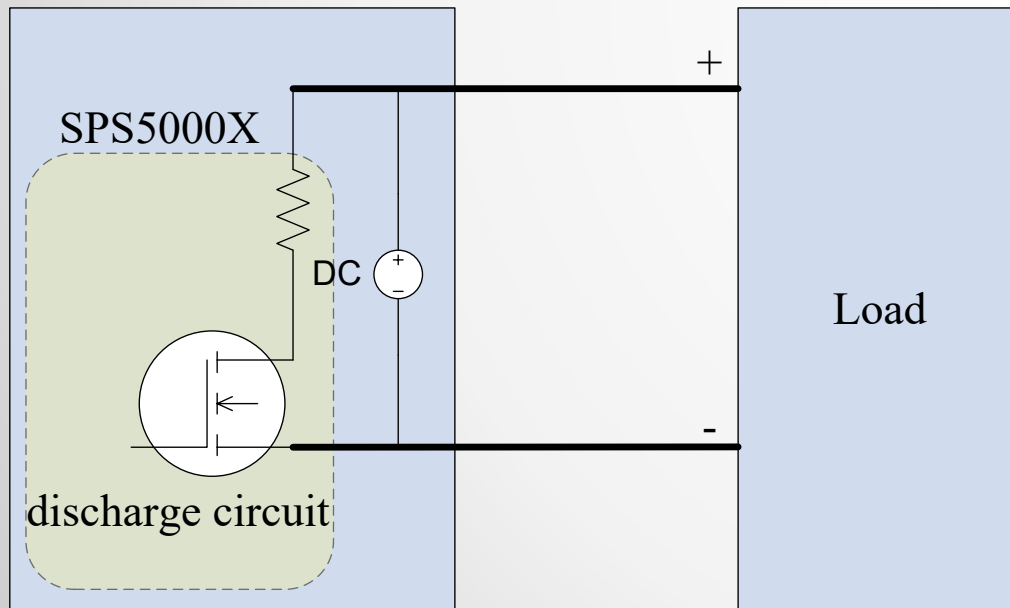 +
SPS5000X
DC
+
-
Load
-
discharge circuit